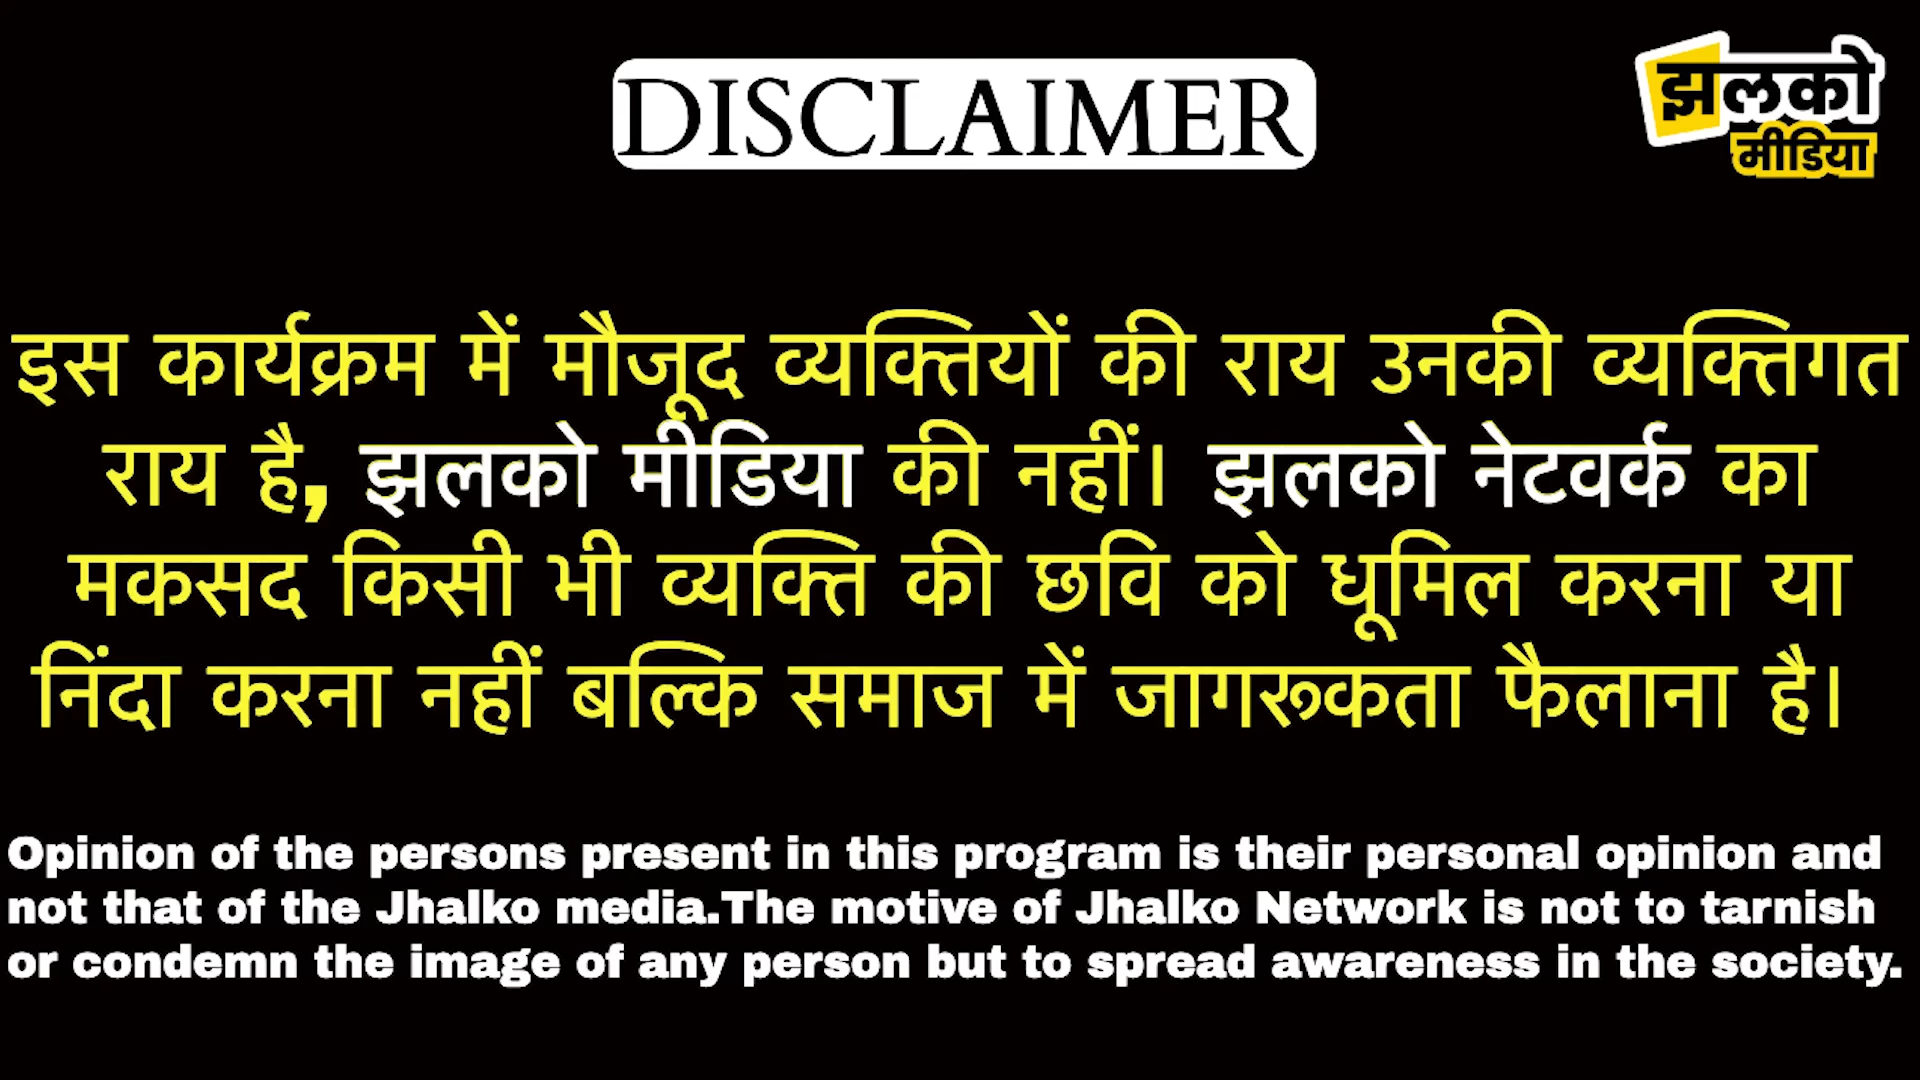 DISCLAIMER
झलको
मीडिया
इस कार्यक्रम में मौजूद व्यक्तियों की राय उनकी व्यक्तिगत
राय है, झलको मीडिया की नहीं। झलको नेटवर्क का
मकसद किसी भी व्यक्ति की छवि को धूमिल करना या
निंदा करना नहीं बल्कि समाज में जागरूकता फैलाना है।
Opinion of the persons present in this program is their personal opinion and
not that of the Jhalko media.The motive of Jhalko Network is not to tarnish
or condemn the image of any person but to spread awareness in the society.